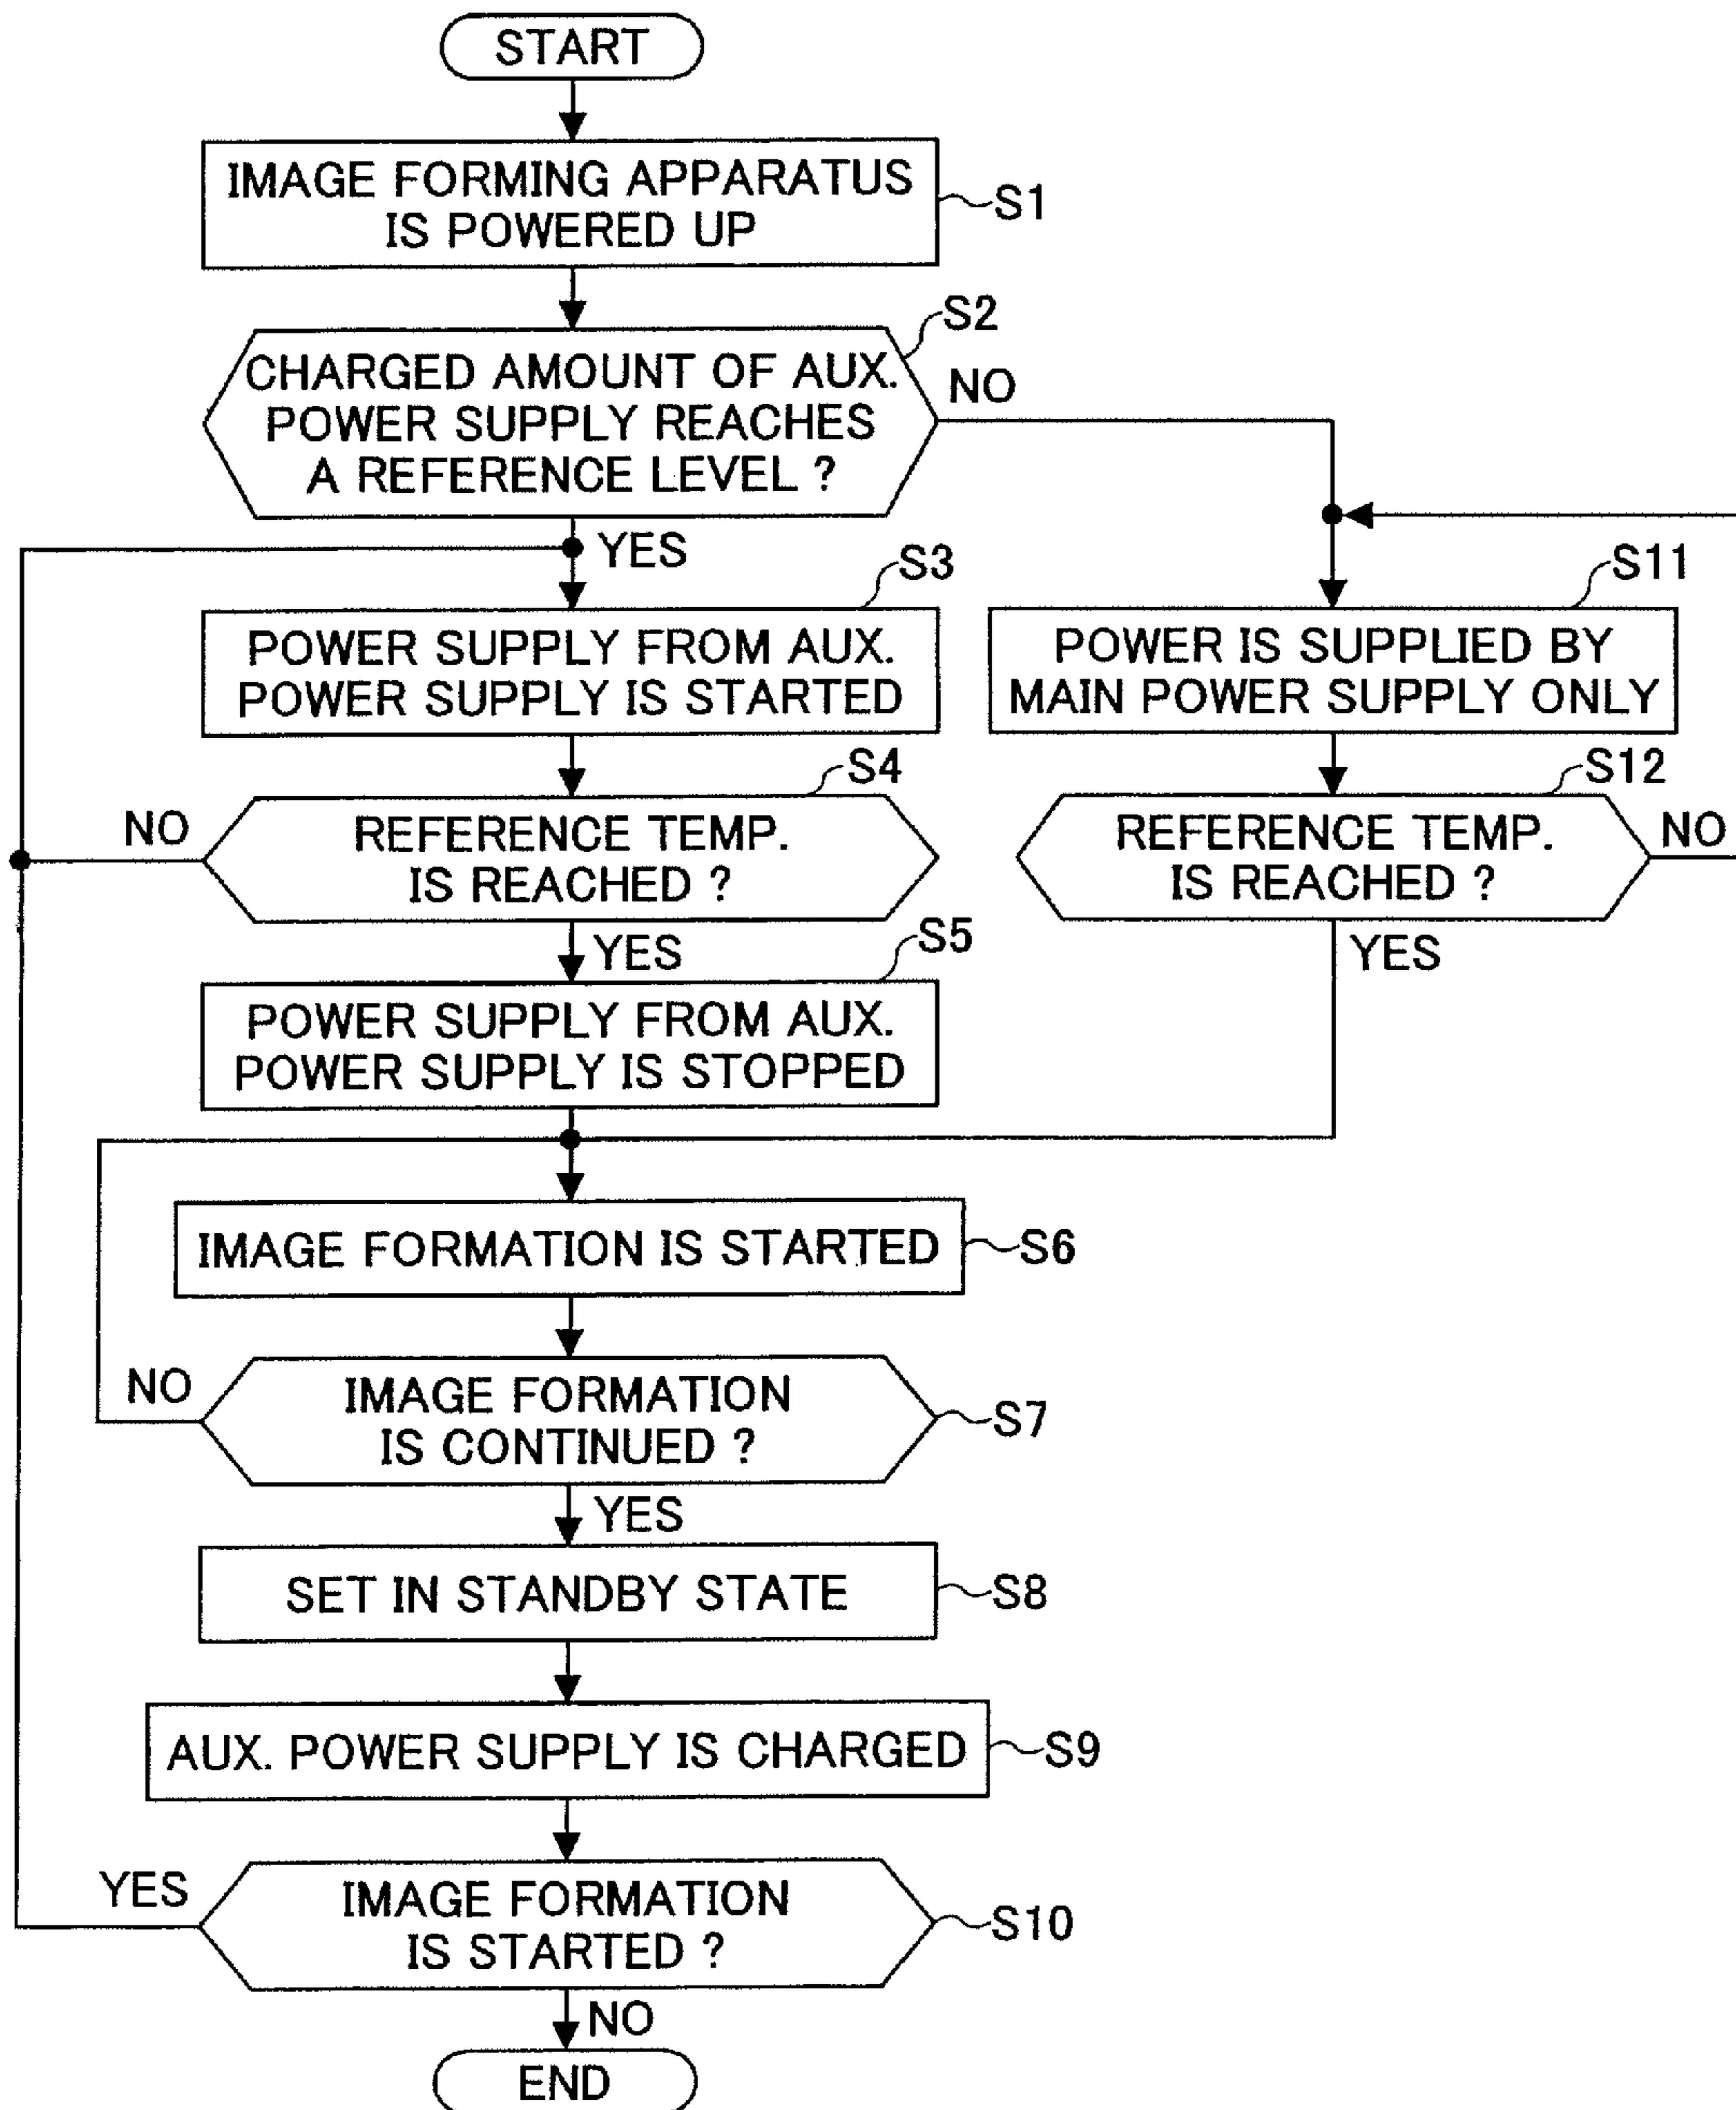 START
IMAGE FORMING APPARATUS
IS POWERED UP
S1
S2
CHARGED AMOUNT OF AUX.
POWER SUPPLY REACHES
A REFERENCE LEVEL ?
NO
YES
S3
POWER SUPPLY FROM AUX.
POWER SUPPLY IS STARTED
S11
POWER IS SUPPLIED BY
MAIN POWER SUPPLY ONLY
S4
NO
REFERENCE TEMP.
IS REACHED ?
S12
REFERENCE TEMP.
IS REACHED ?
NO
YES
YES
S5
POWER SUPPLY FROM AUX.
POWER SUPPLY IS STOPPED
IMAGE FORMATION IS STARTED
S6
NO
IMAGE FORMATION
IS CONTINUED ?
S7
YES
SET IN STANDBY STATE
S8
AUX. POWER SUPPLY IS CHARGED
S9
YES
IMAGE FORMATION
IS STARTED ?
S10
NO
END